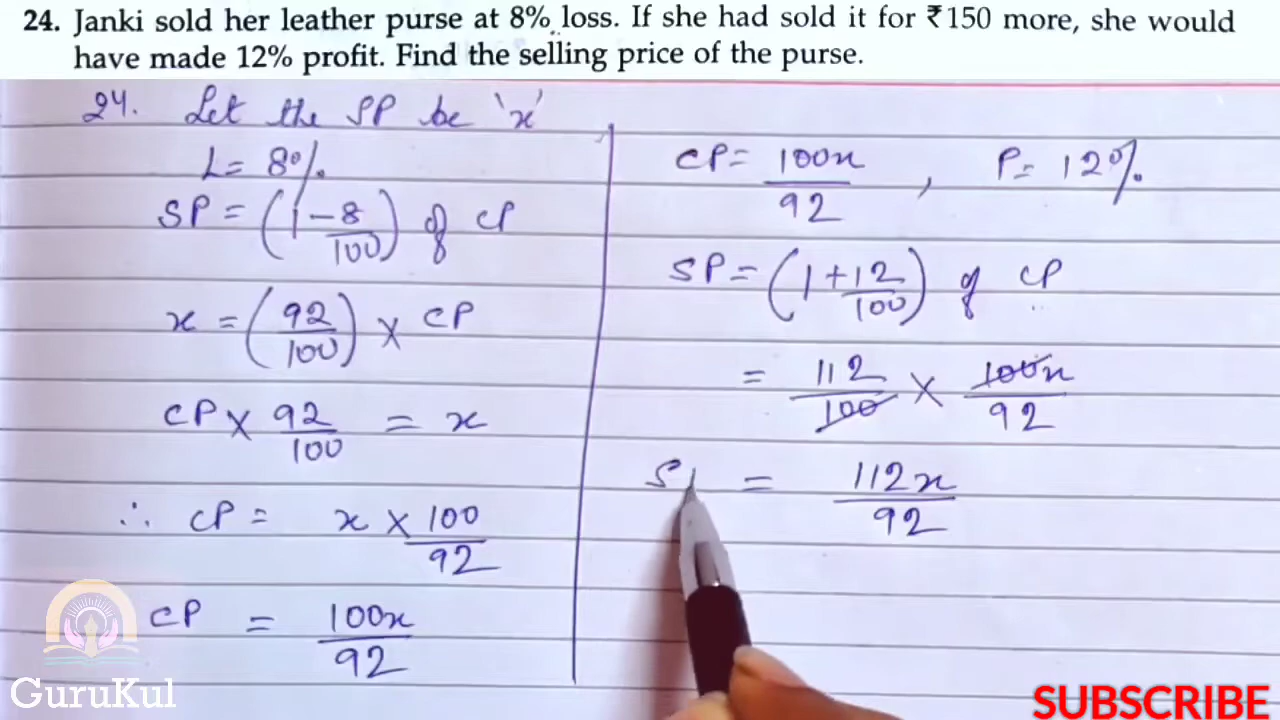 24. Janki sold her leather purse at 8% loss. If she had sold it for ₹150 more, she would
have made 12% profit. Find the selling price of the purse.
24. Let the SP be 'x'
L = 8%
SP = (1 - 8/100) of CP
x = (92/100) × CP
CP × 92/100 = x
∴ CP = x × 100/92
CP = 100x/92
CP = 100x/92 , P = 12%
SP = (1 + 12/100) of CP
= 112/100 × 100x/92
SP = 112x/92
GuruKul
SUBSCRIBE